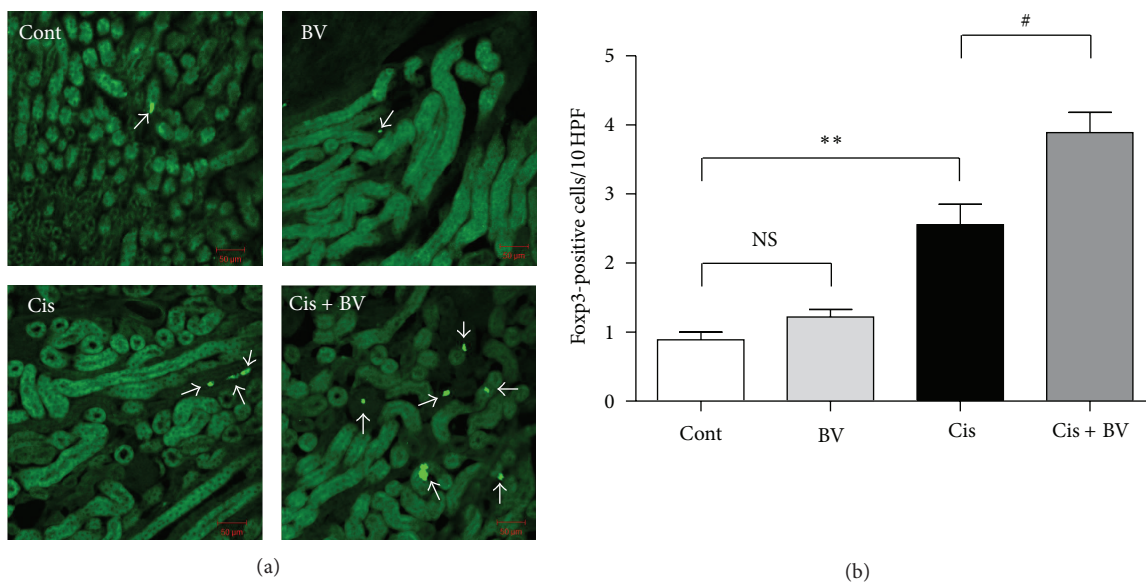 Cont
BV
50 μm
50 μm
Cis
Cis + BV
50 μm
50 μm
(a)
Foxp3-positive cells/10 HPF
5
4
3
2
1
0
NS
**
#
Cont
BV
Cis
Cis + BV
(b)